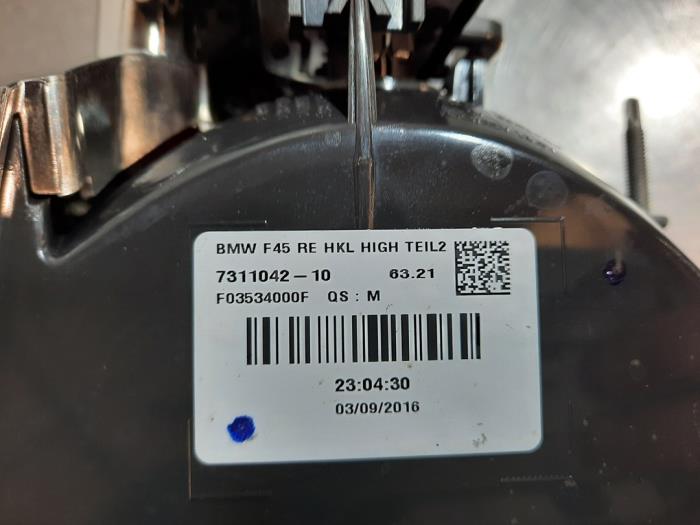 BMW F45 RE HKL HIGH TEIL2
7311042-10 63.21
F03534000F QS : M
23:04:30
03/09/2016